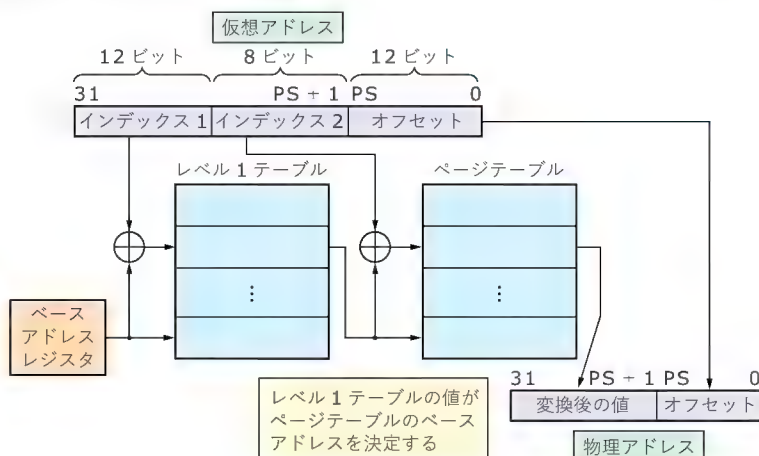 仮想アドレス
12 ビット 8 ビット 12 ビット
31 PS + 1 PS 0
インデックス 1 インデックス 2 オフセット
レベル 1 テーブル ページテーブル
⋮ ⋮
ベース
アドレス
レジスタ
レベル 1 テーブルの値が
ページテーブルのベース
アドレスを決定する
31 PS + 1 PS 0
変換後の値 オフセット
物理アドレス